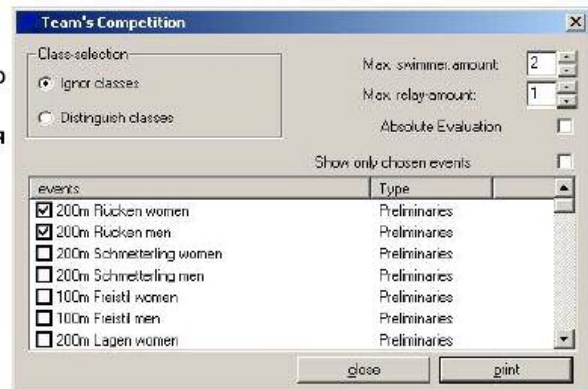 Team's Competition
Class-selection
Ignor classes
Distinguish classes
Max. swimmer.amount: 2
Max. relay-amount: 1
Absolute Evaluation
Show only chosen events
events Type
200m Rücken women Preliminaries
200m Rücken men Preliminaries
200m Schmetterling women Preliminaries
200m Schmetterling men Preliminaries
100m Freistil women Preliminaries
100m Freistil men Preliminaries
200m Lagen women Preliminaries
close print